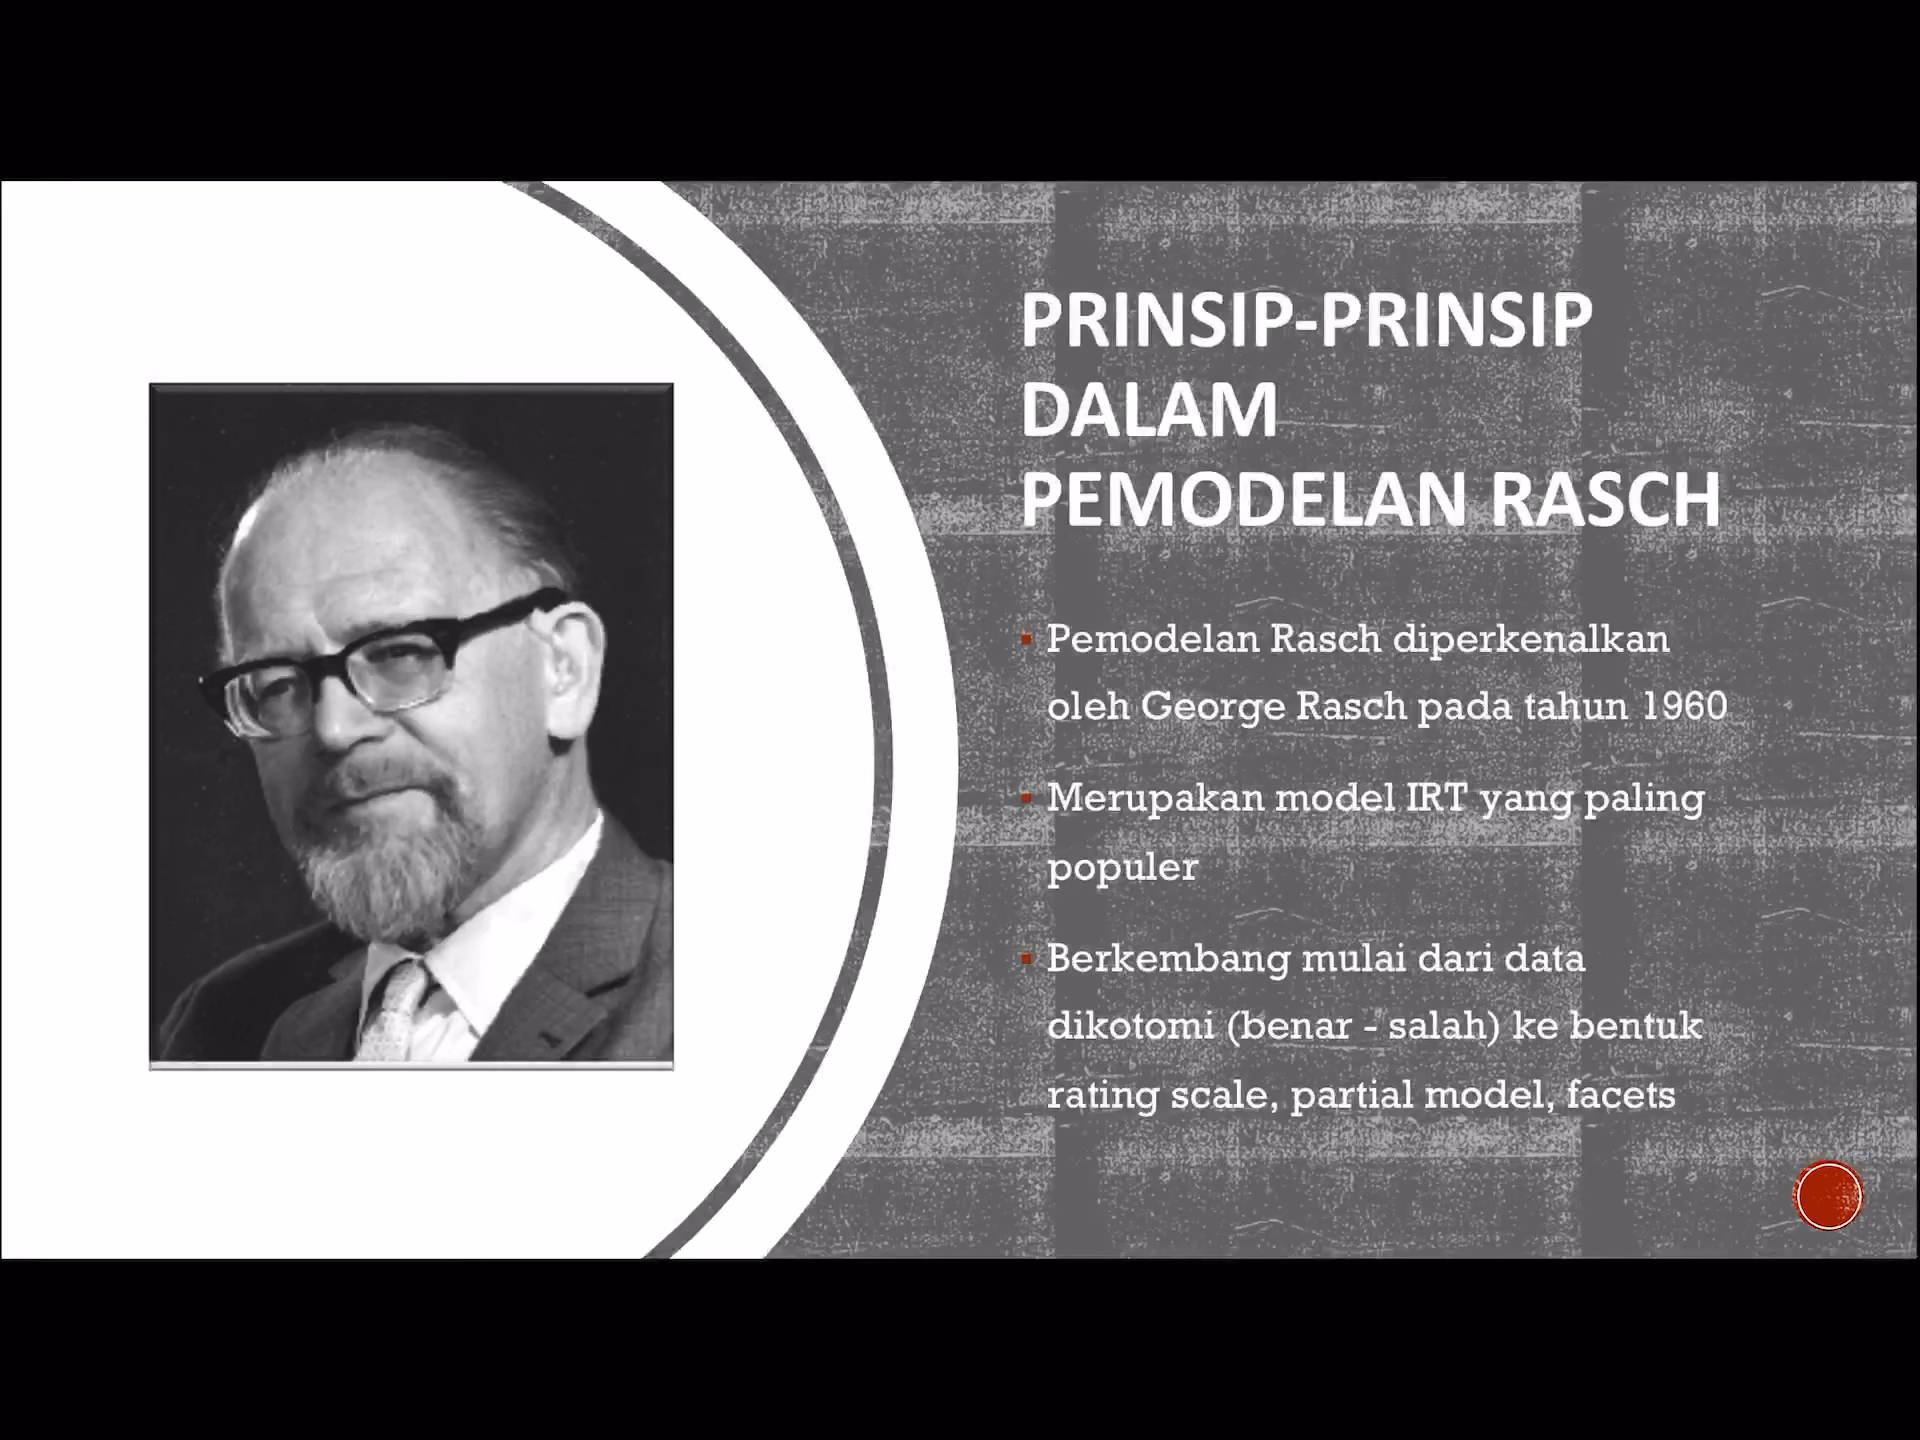 PRINSIP-PRINSIP
DALAM
PEMODELAN RASCH
Pemodelan Rasch diperkenalkan
oleh George Rasch pada tahun 1960
Merupakan model IRT yang paling
populer
Berkembang mulai dari data
dikotomi (benar - salah) ke bentuk
rating scale, partial model, facets